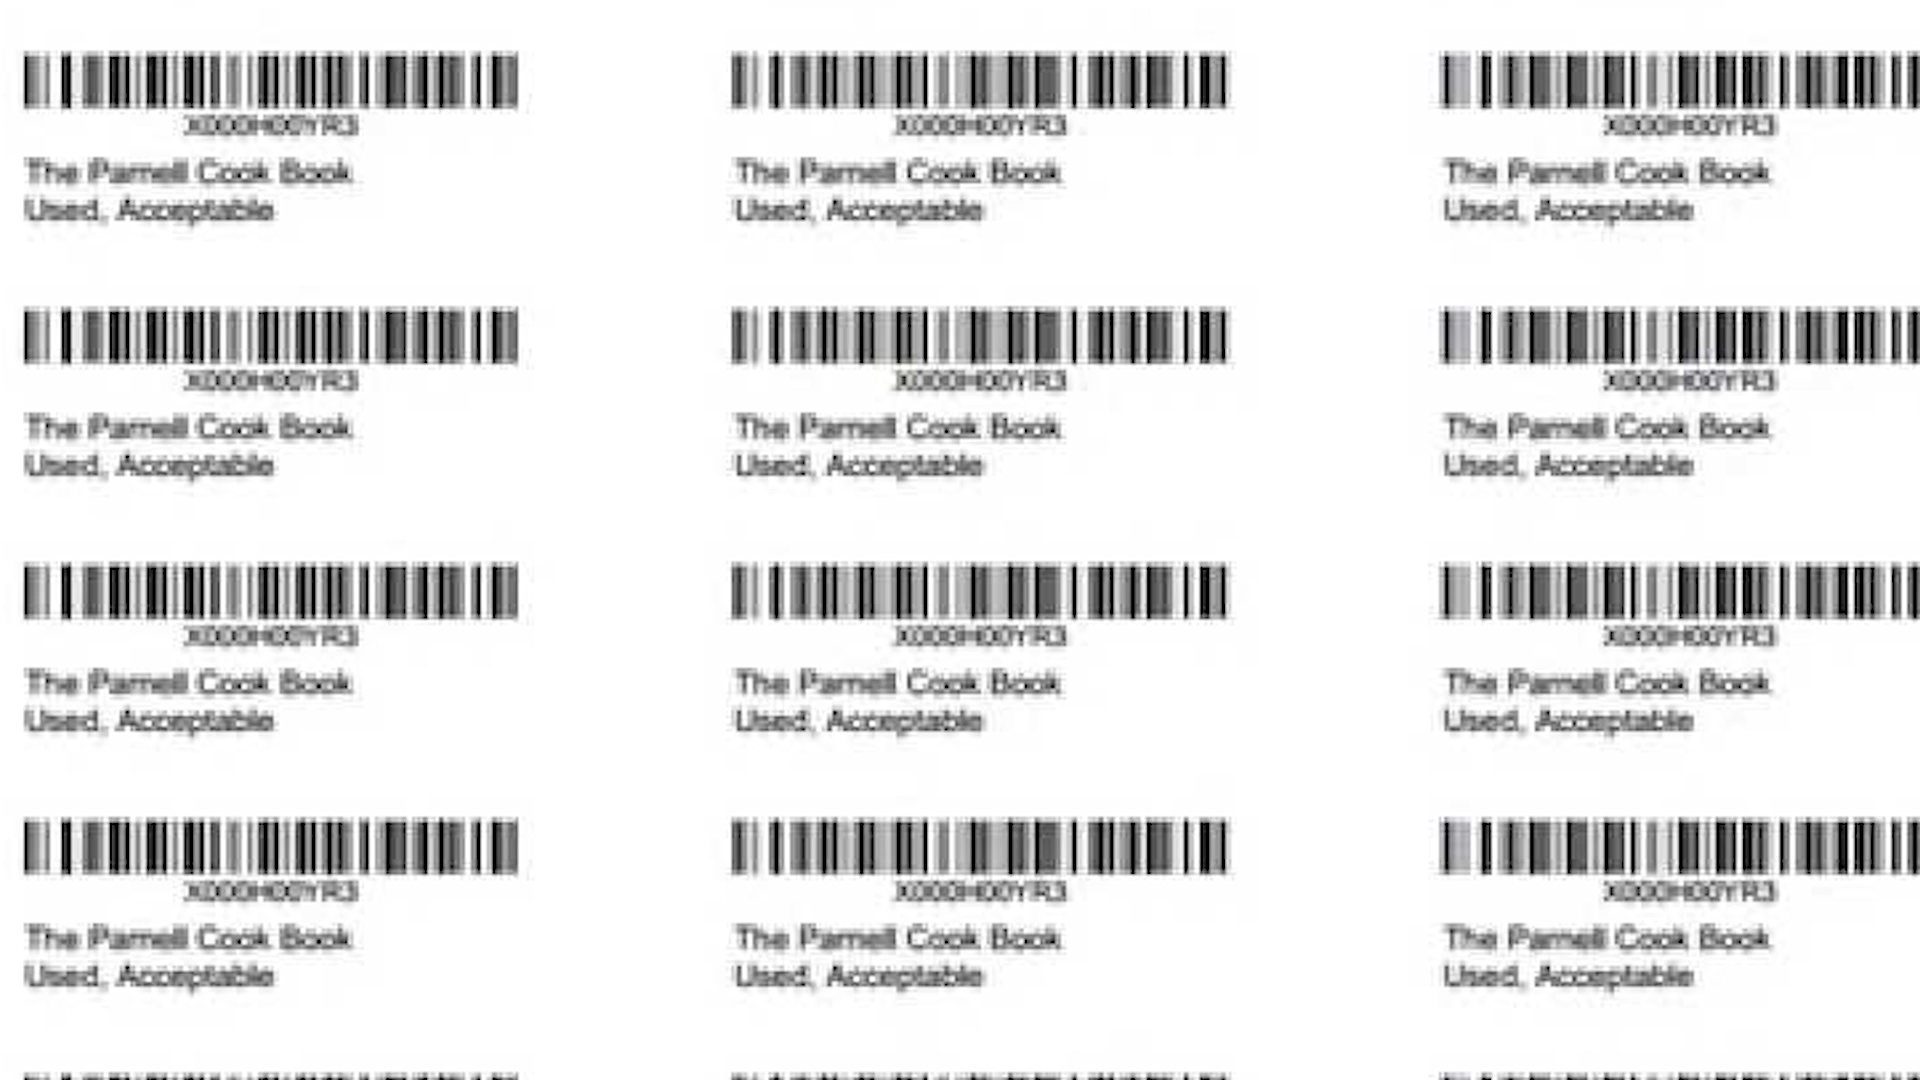 X000H00YR3 X000H00YR3 X000H00YR3
The Parnell Cook Book The Parnell Cook Book The Parnell Cook Book
Used, Acceptable Used, Acceptable Used, Acceptable
X000H00YR3 X000H00YR3 X000H00YR3
The Parnell Cook Book The Parnell Cook Book The Parnell Cook Book
Used, Acceptable Used, Acceptable Used, Acceptable
X000H00YR3 X000H00YR3 X000H00YR3
The Parnell Cook Book The Parnell Cook Book The Parnell Cook Book
Used, Acceptable Used, Acceptable Used, Acceptable
X000H00YR3 X000H00YR3 X000H00YR3
The Parnell Cook Book The Parnell Cook Book The Parnell Cook Book
Used, Acceptable Used, Acceptable Used, Acceptable